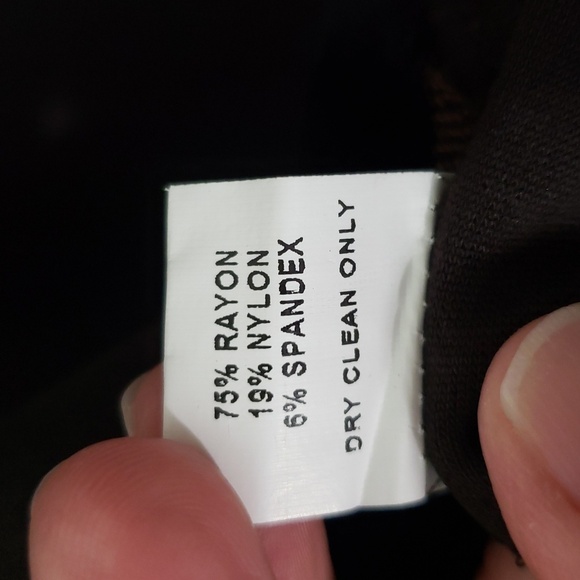 75% RAYON
19% NYLON
6% SPANDEX
DRY CLEAN ONLY